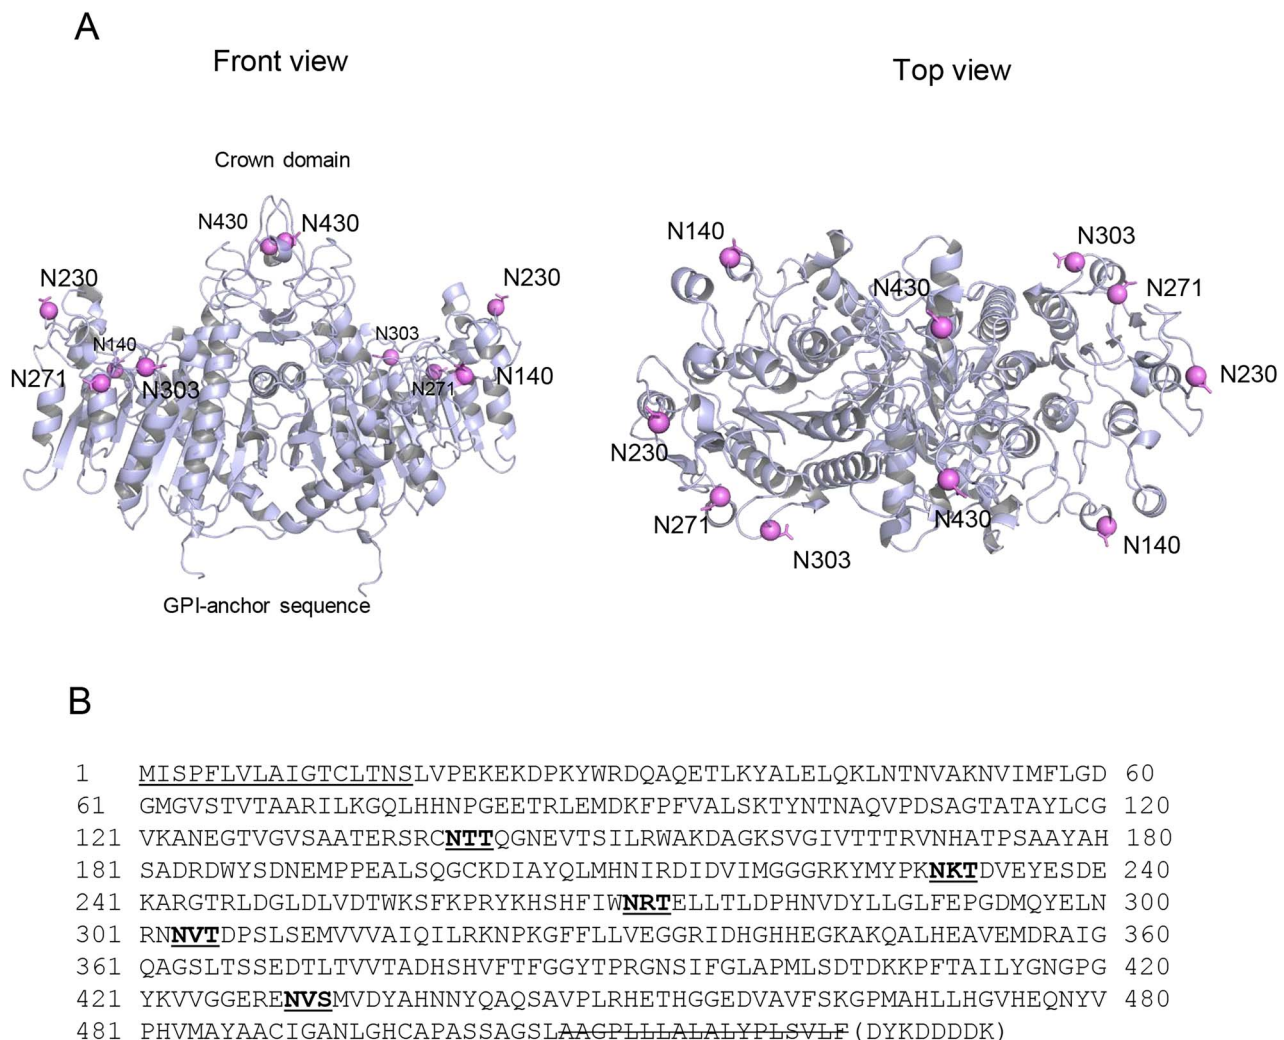 A
Front view
Top view
Crown domain
N430 N430
N230 N230
N140 N303
N271 N303 N271 N140
GPI-anchor sequence
N140 N303
N430 N271
N230
N230
N271 N430
N303 N140
B
1 MISPFLVLAIGTCLTNSLVPEKEKDPKYWRDQAQETLKYALELQKLNTNVAKNVIMFLGD 60
61 GMGVSTVTAARILKGQLHHNPGEETRLEMDKFPFVALSKTYNTNAQVPDSAGTATAYLCG 120
121 VKANEGTVGVSAATERSRCNTTQGNEVTSILRWAKDAGKSVGIVTTTRVNHATPSAAYAH 180
181 SADRDWYSDNEMPPEALSQGCKDIAYQLMHNIRDIDVIMGGGRKYMYPKNKTDVEYESDE 240
241 KARGTRLDGLDLVDTWKSFKPRYKHSHFIWNRTELLTLDPHNVDYLLGLFEPGDMQYELN 300
301 RNNVTDPSLSEMVVVAIQILRKNPKGFFLLVEGGRIDHGHHEGKAKQALHEAVEMDRAIG 360
361 QAGSLTSSEDTLTVVTADHSHVFTFGGYTPRGNSIFGLAPMLSDTDKKPFTAILYGNGPG 420
421 YKVVGGERENVSMVDYAHNNYQAQSAVPLRHETHGGEDVAVFSKGPMAHLLHGVHEQNYV 480
481 PHVMAYAACIGANLGHCAPASSAGSLAAGPLLLALALYPLSVLF(DYKDDDDK)